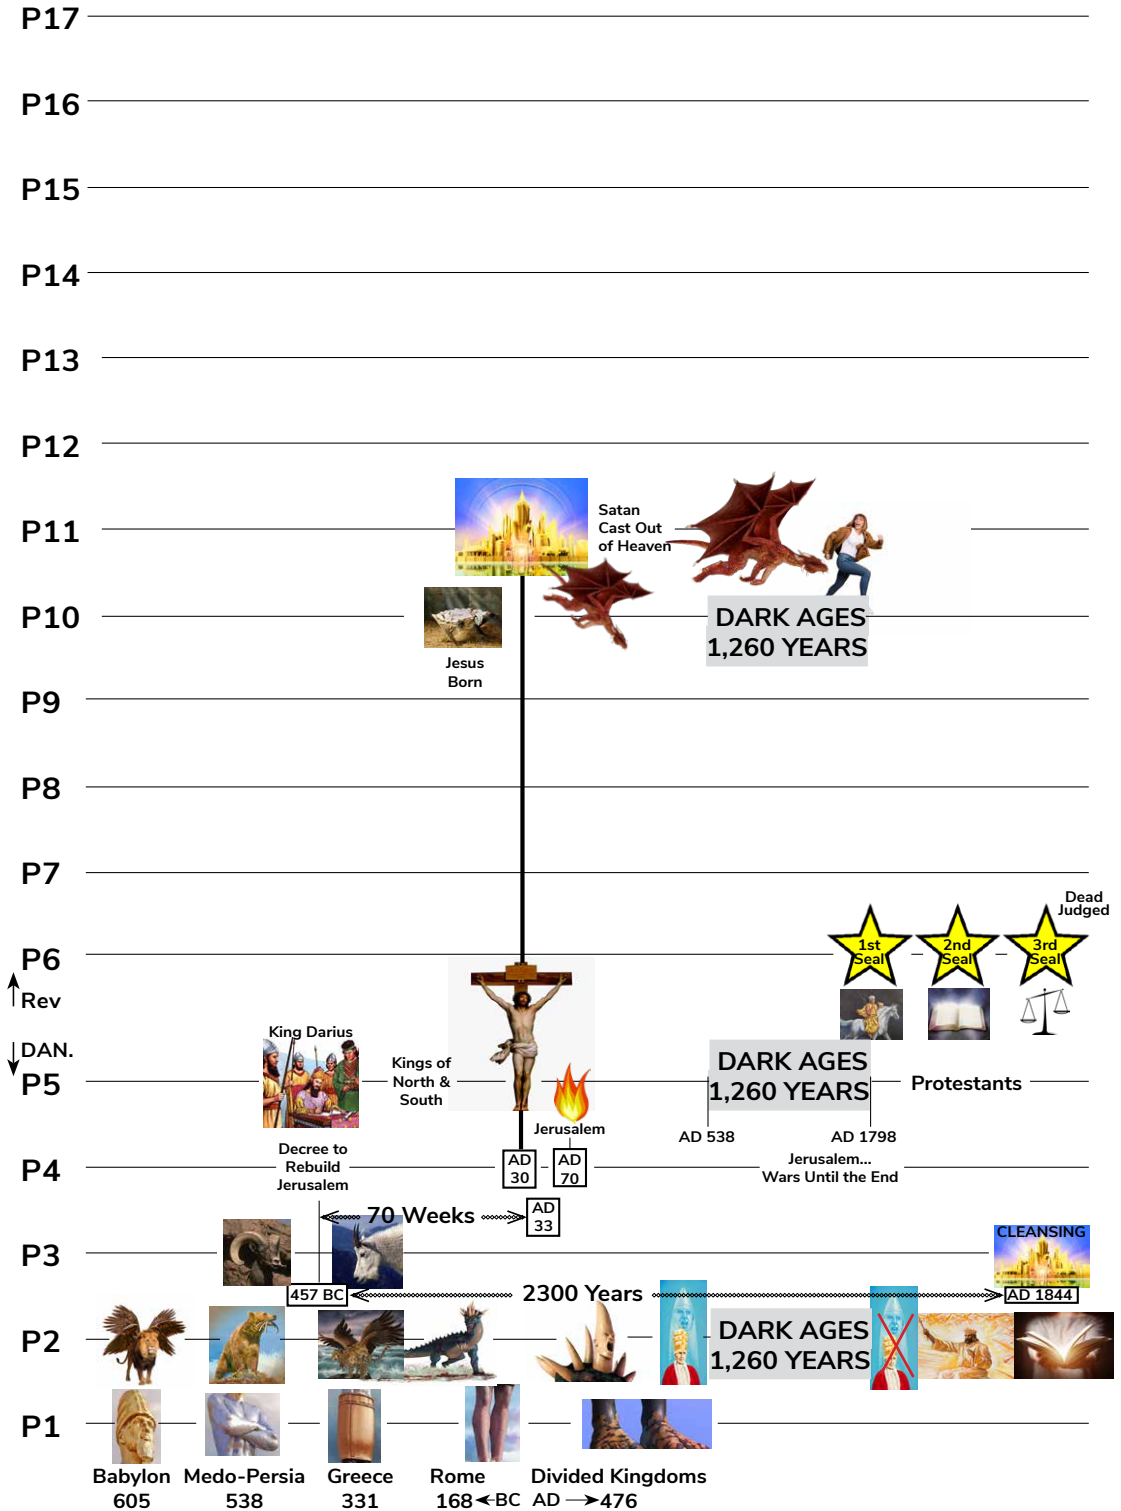 P17
P16
P15
P14
P13
P12
P11
Satan
Cast Out
of Heaven
P10
Jesus
Born
DARK AGES
1,260 YEARS
P9
P8
P7
Dead
Judged
P6
1st
Seal
2nd
Seal
3rd
Seal
Rev
DAN.
King Darius
Kings of
North &
South
P5
DARK AGES
1,260 YEARS
Protestants
Jerusalem
AD 538
AD 1798
P4
Decree to
Rebuild
Jerusalem
AD
30
AD
70
Jerusalem...
Wars Until the End
70 Weeks
AD
33
P3
CLEANSING
457 BC
2300 Years
AD 1844
P2
DARK AGES
1,260 YEARS
P1
Babylon
605
Medo-Persia
538
Greece
331
Rome
168
BC
Divided Kingdoms
AD
476